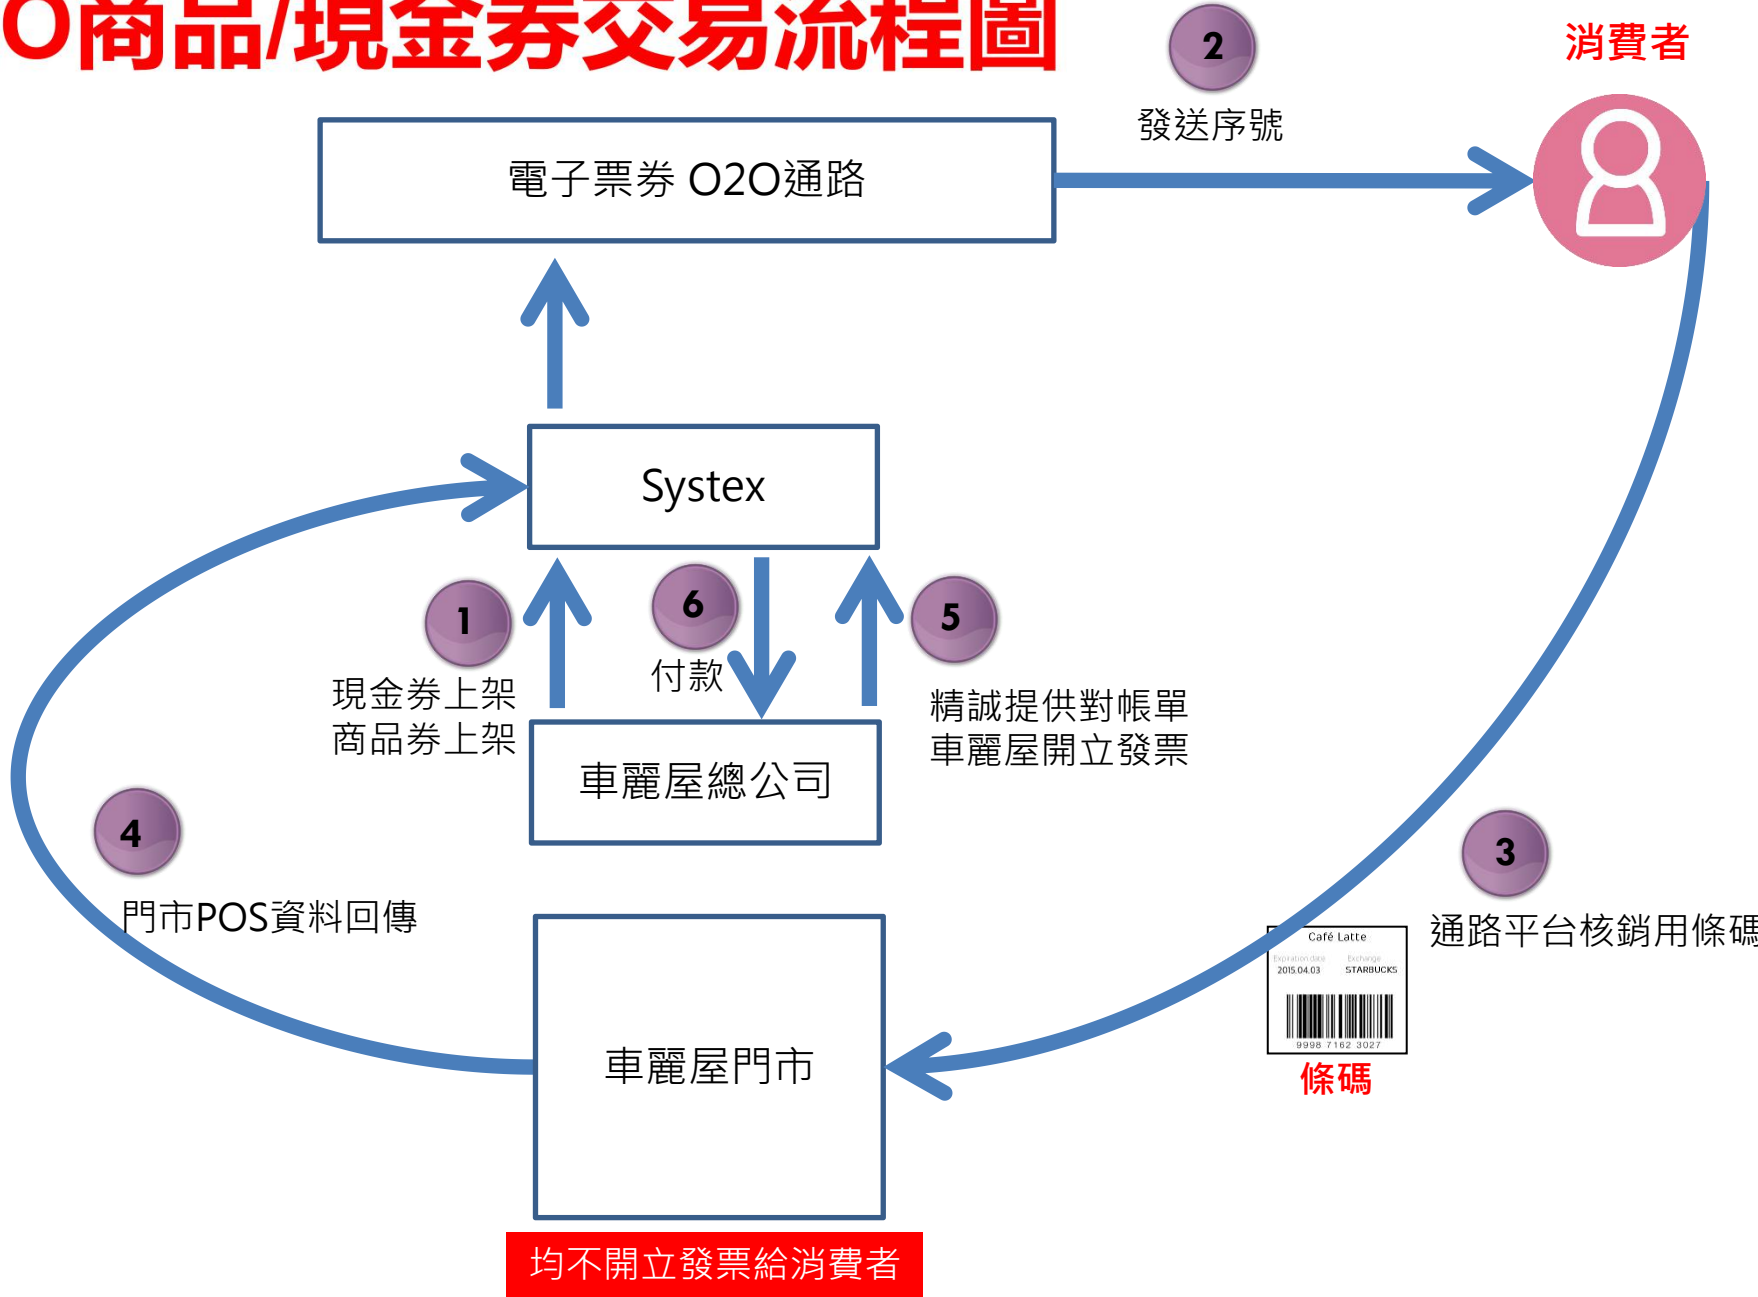 O商品/現金券交易流程圖
2
消費者
發送序號
電子票券 O2O通路
Systex
1
6
5
現金券上架
商品券上架
付款
精誠提供對帳單
車麗屋開立發票
車麗屋總公司
4
3
門市POS資料回傳
通路平台核銷用條碼
Café Latte
Expiration date Exchange
2015.04.03 STARBUCKS
9998 7162 3027
條碼
車麗屋門市
均不開立發票給消費者